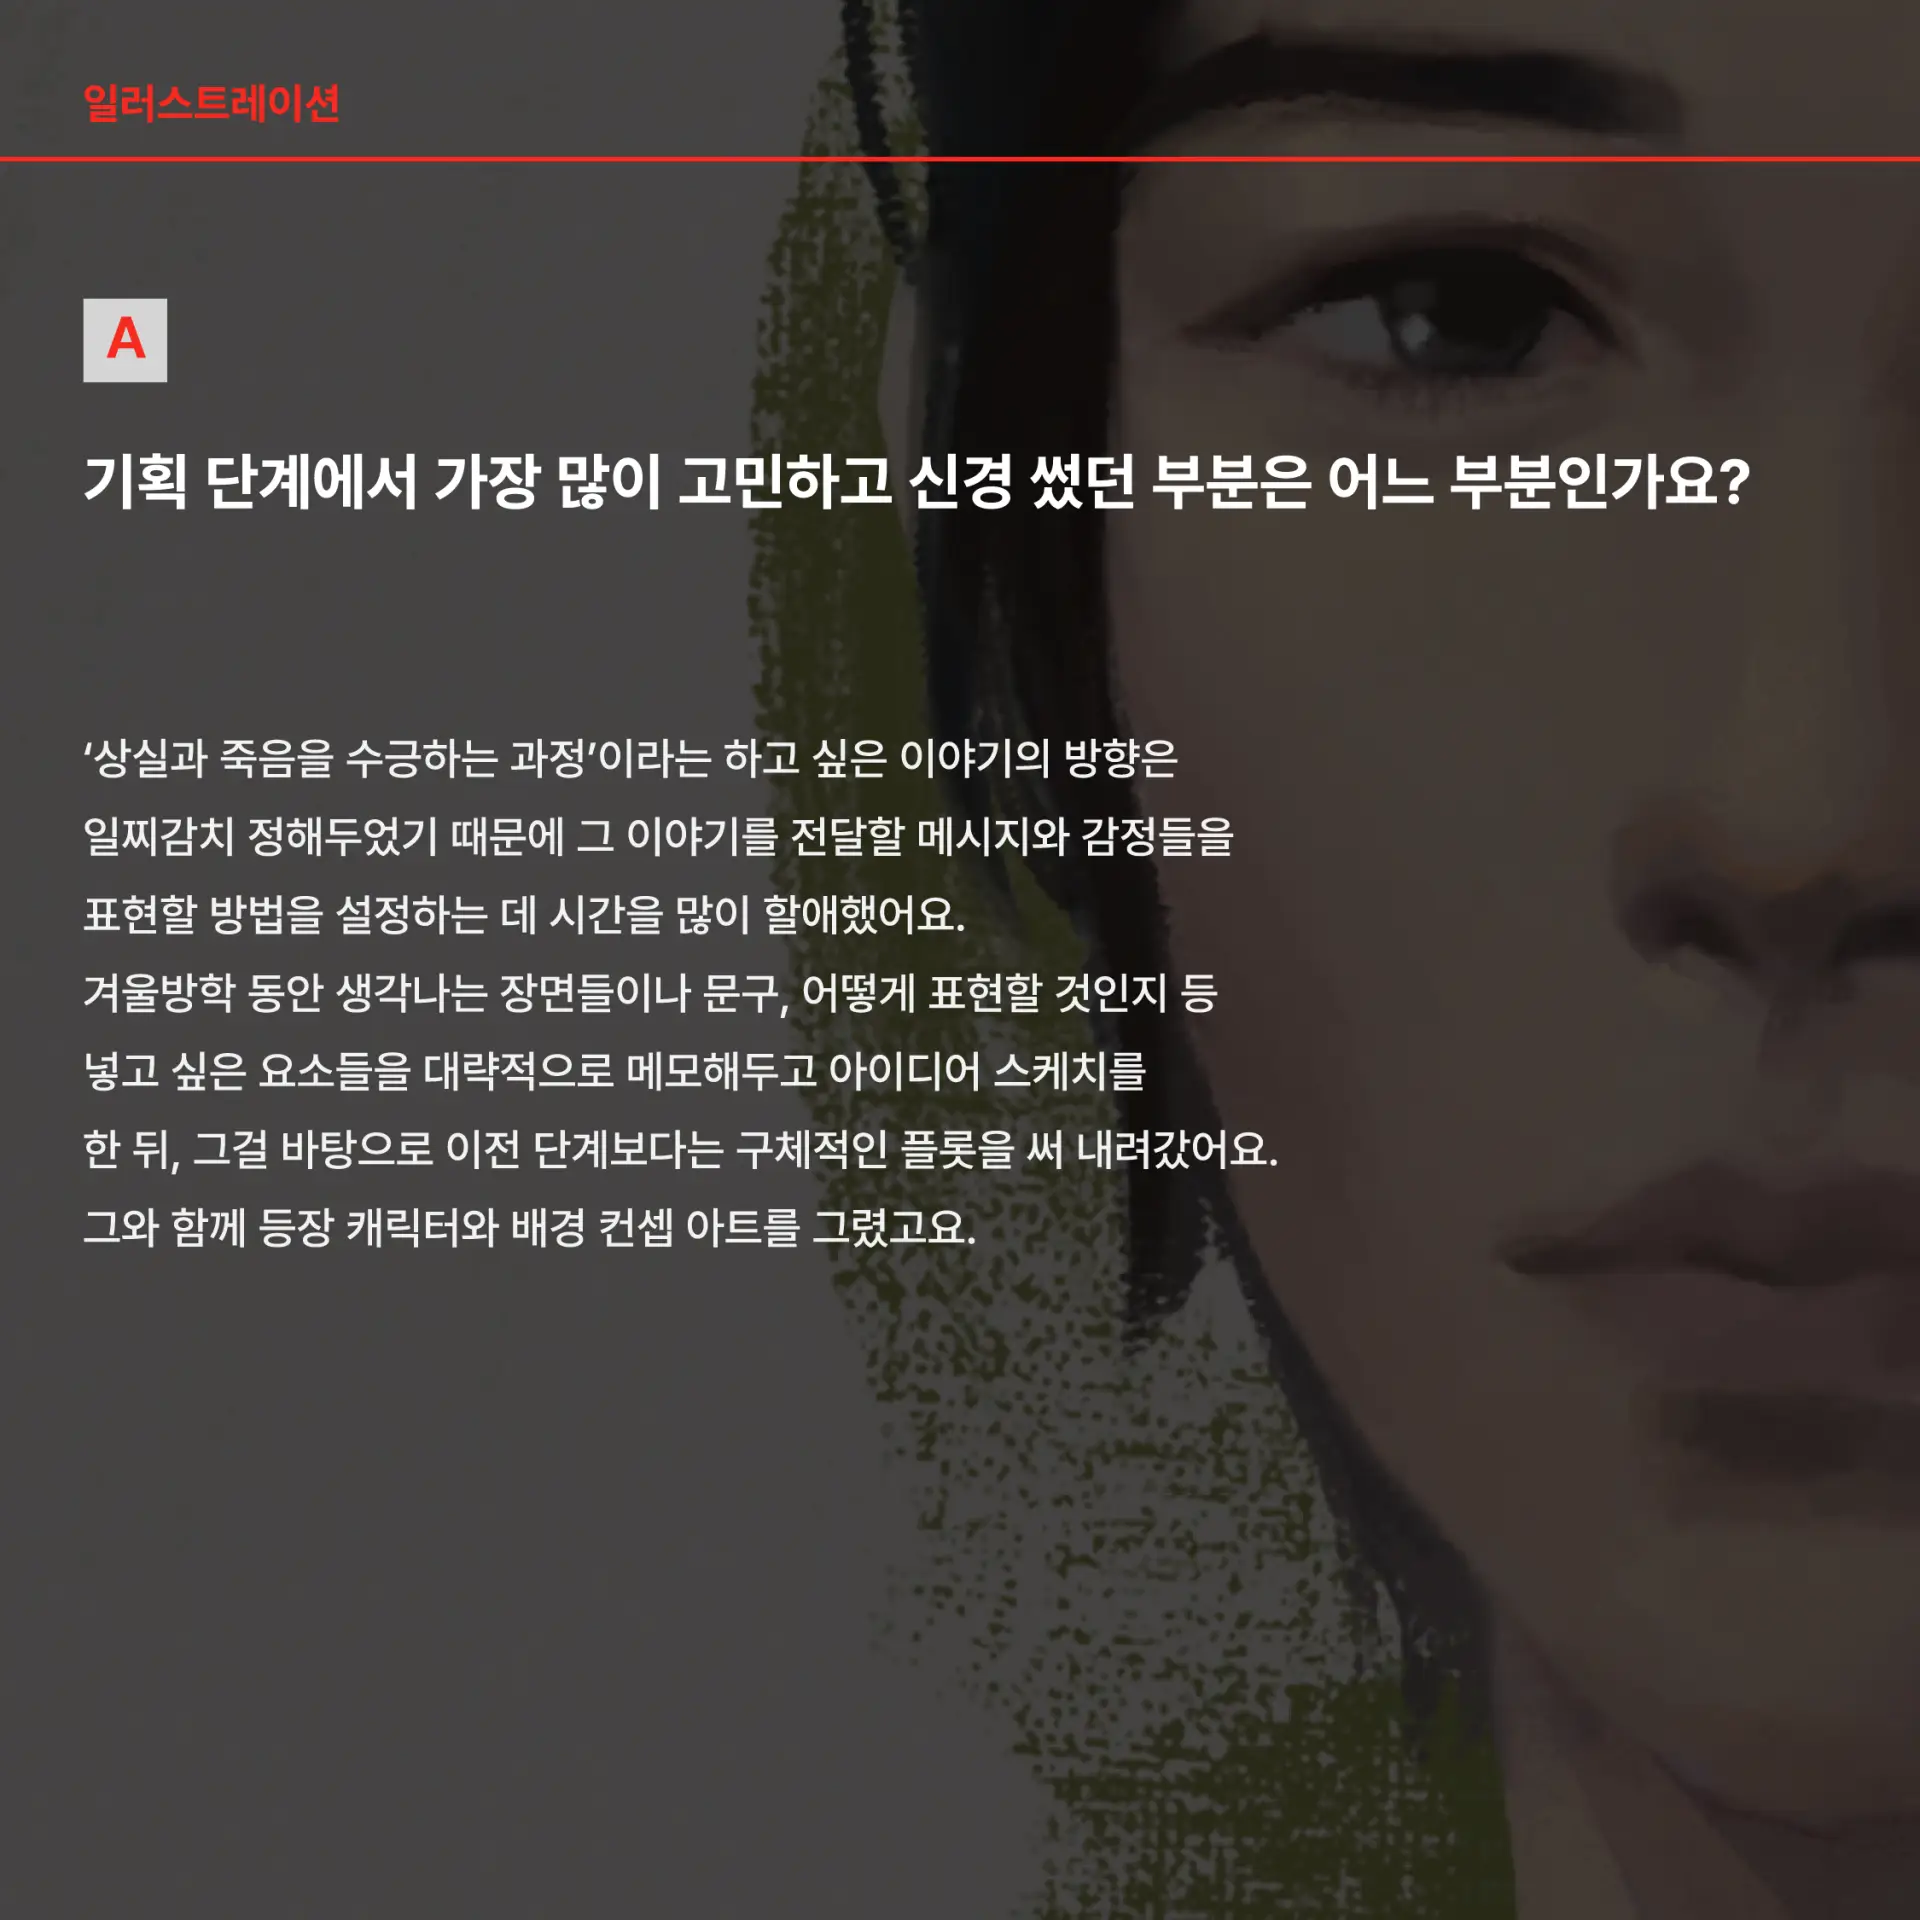 일러스트레이션
A
기획 단계에서 가장 많이 고민하고 신경 썼던 부분은 어느 부분인가요?
‘상실과 죽음을 수긍하는 과정’이라는 하고 싶은 이야기의 방향은
일찌감치 정해두었기 때문에 그 이야기를 전달할 메시지와 감정들을
표현할 방법을 설정하는 데 시간을 많이 할애했어요.
겨울방학 동안 생각나는 장면들이나 문구, 어떻게 표현할 것인지 등
넣고 싶은 요소들을 대략적으로 메모해두고 아이디어 스케치를
한 뒤, 그걸 바탕으로 이전 단계보다는 구체적인 플롯을 써 내려갔어요.
그와 함께 등장 캐릭터와 배경 컨셉 아트를 그렸고요.